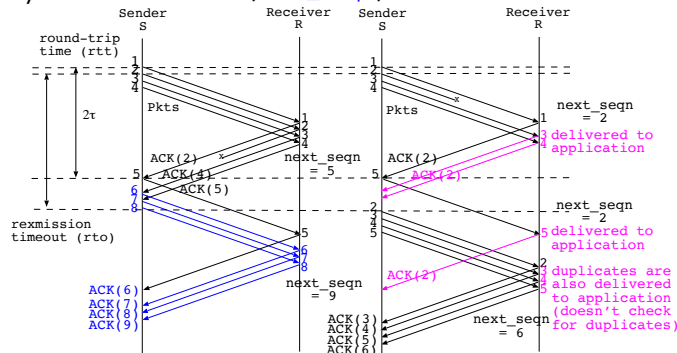 Sender
S
Receiver
R
Sender
S
Receiver
R
round-trip
time (rtt)
1
2
3
4
Pkts
2τ
1
2
3
4
next_seqn
= 5
ACK(2)
x
ACK(4)
ACK(5)
5
6
7
8
rexmission
timeout (rto)
5
6
7
8
next_seqn
= 9
ACK(6)
ACK(7)
ACK(8)
ACK(9)
1
2
3
4
Pkts
x
1
next_seqn
= 2
3 delivered to
4 application
ACK(2)
ACK(2)
5
2
3
4
5
next_seqn
= 2
5 delivered to
application
ACK(2)
2
3
4
5
duplicates are
also delivered
to application
(doesn't check
for duplicates)
next_seqn
= 6
ACK(3)
ACK(4)
ACK(5)
ACK(6)